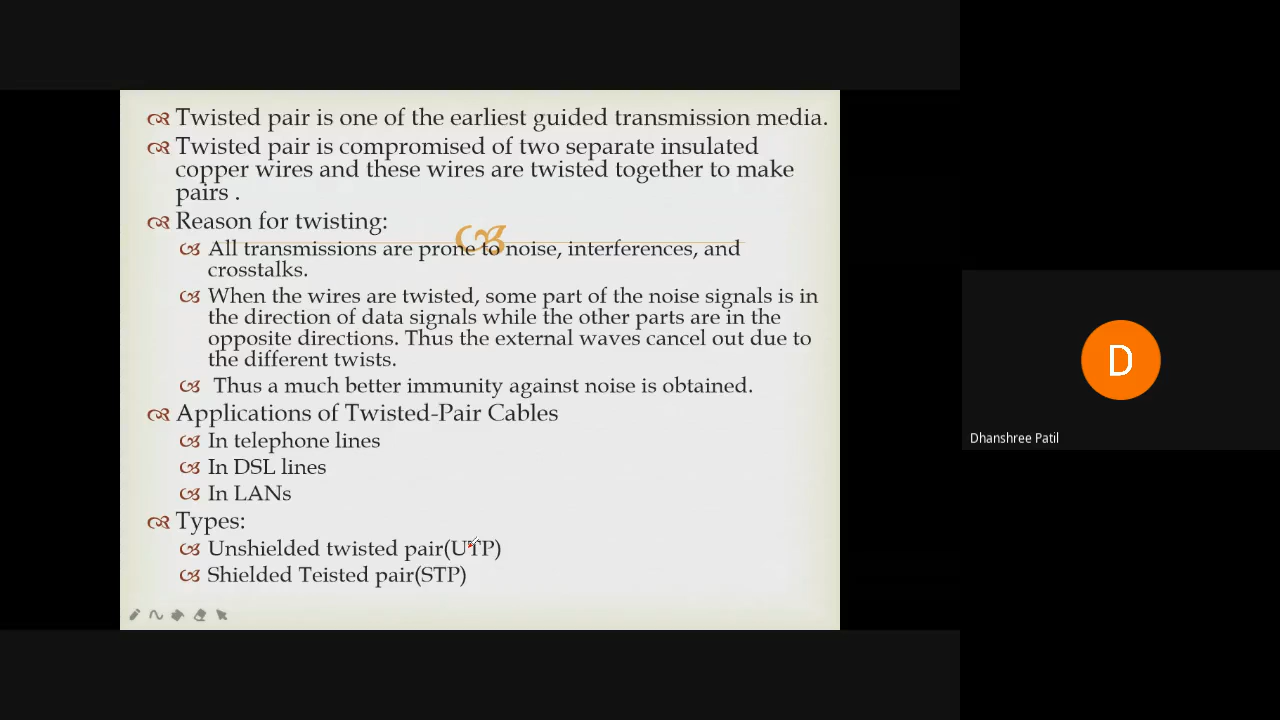 Twisted pair is one of the earliest guided transmission media.
Twisted pair is compromised of two separate insulated
copper wires and these wires are twisted together to make
pairs .
Reason for twisting:
All transmissions are prone to noise, interferences, and
crosstalks.
When the wires are twisted, some part of the noise signals is in
the direction of data signals while the other parts are in the
opposite directions. Thus the external waves cancel out due to
the different twists.
Thus a much better immunity against noise is obtained.
Applications of Twisted-Pair Cables
In telephone lines
In DSL lines
In LANs
Types:
Unshielded twisted pair(UTP)
Shielded Teisted pair(STP)
D
Dhanshree Patil